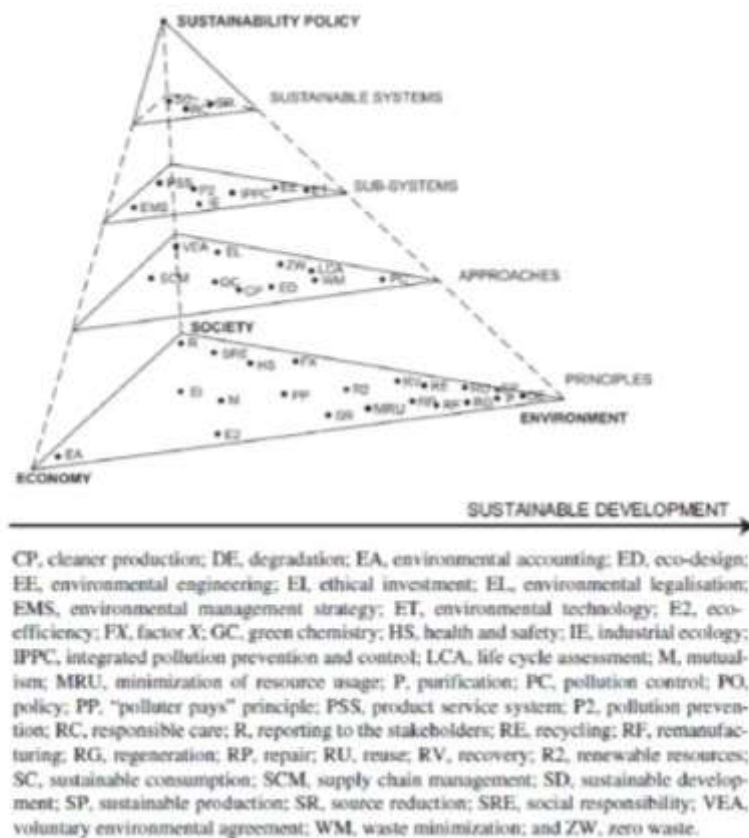 SUSTAINABILITY POLICY
SUSTAINABLE SYSTEMS
PSS P2 IPPC EE ET SUB-SYSTEMS
EMS IE
VEA EL
ZW LCA
SCM GC CP ED WM PC APPROACHES
SOCIETY
R SRE HS FX
PRINCIPLES
EI M PP R2 RE
SR MRU RF P
ENVIRONMENT
E2
EA
ECONOMY
SUSTAINABLE DEVELOPMENT
CP, cleaner production; DE, degradation; EA, environmental accounting; ED, eco-design;
EE, environmental engineering; EI, ethical investment; EL, environmental legalisation;
EMS, environmental management strategy; ET, environmental technology; E2, eco-
efficiency; FX, factor X; GC, green chemistry; HS, health and safety; IE, industrial ecology;
IPPC, integrated pollution prevention and control; LCA, life cycle assessment; M, mutual-
ism; MRU, minimization of resource usage; P, purification; PC, pollution control; PO,
policy; PP, “polluter pays” principle; PSS, product service system; P2, pollution preven-
tion; RC, responsible care; R, reporting to the stakeholders; RE, recycling; RF, remanufac-
turing; RG, regeneration; RP, repair; RU, reuse; RV, recovery; R2, renewable resources;
SC, sustainable consumption; SCM, supply chain management; SD, sustainable develop-
ment; SP, sustainable production; SR, source reduction; SRE, social responsibility; VEA,
voluntary environmental agreement; WM, waste minimization; and ZW, zero waste.